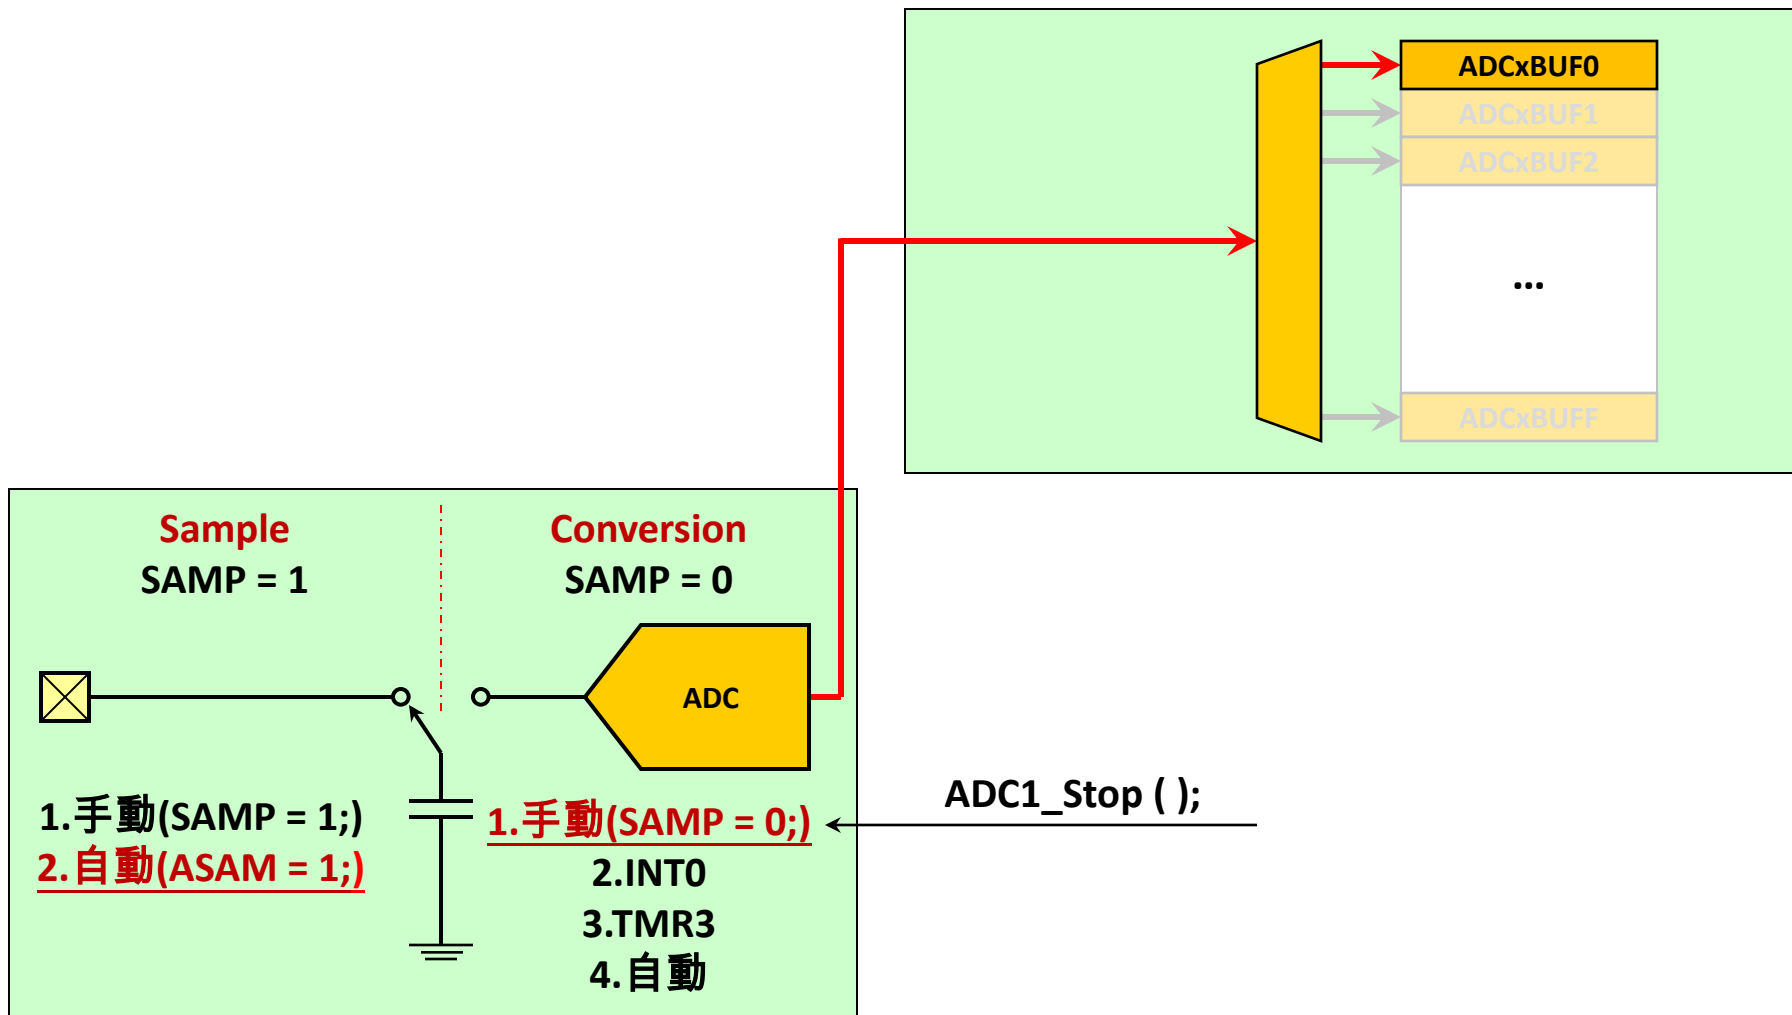 ADCxBUF0
ADCxBUF1
ADCxBUF2
...
ADCxBUFF
Sample
SAMP = 1
Conversion
SAMP = 0
ADC
1.手動(SAMP = 1;)
2.自動(ASAM = 1;)
1.手動(SAMP = 0;)
2.INT0
3.TMR3
4.自動
ADC1_Stop ( );